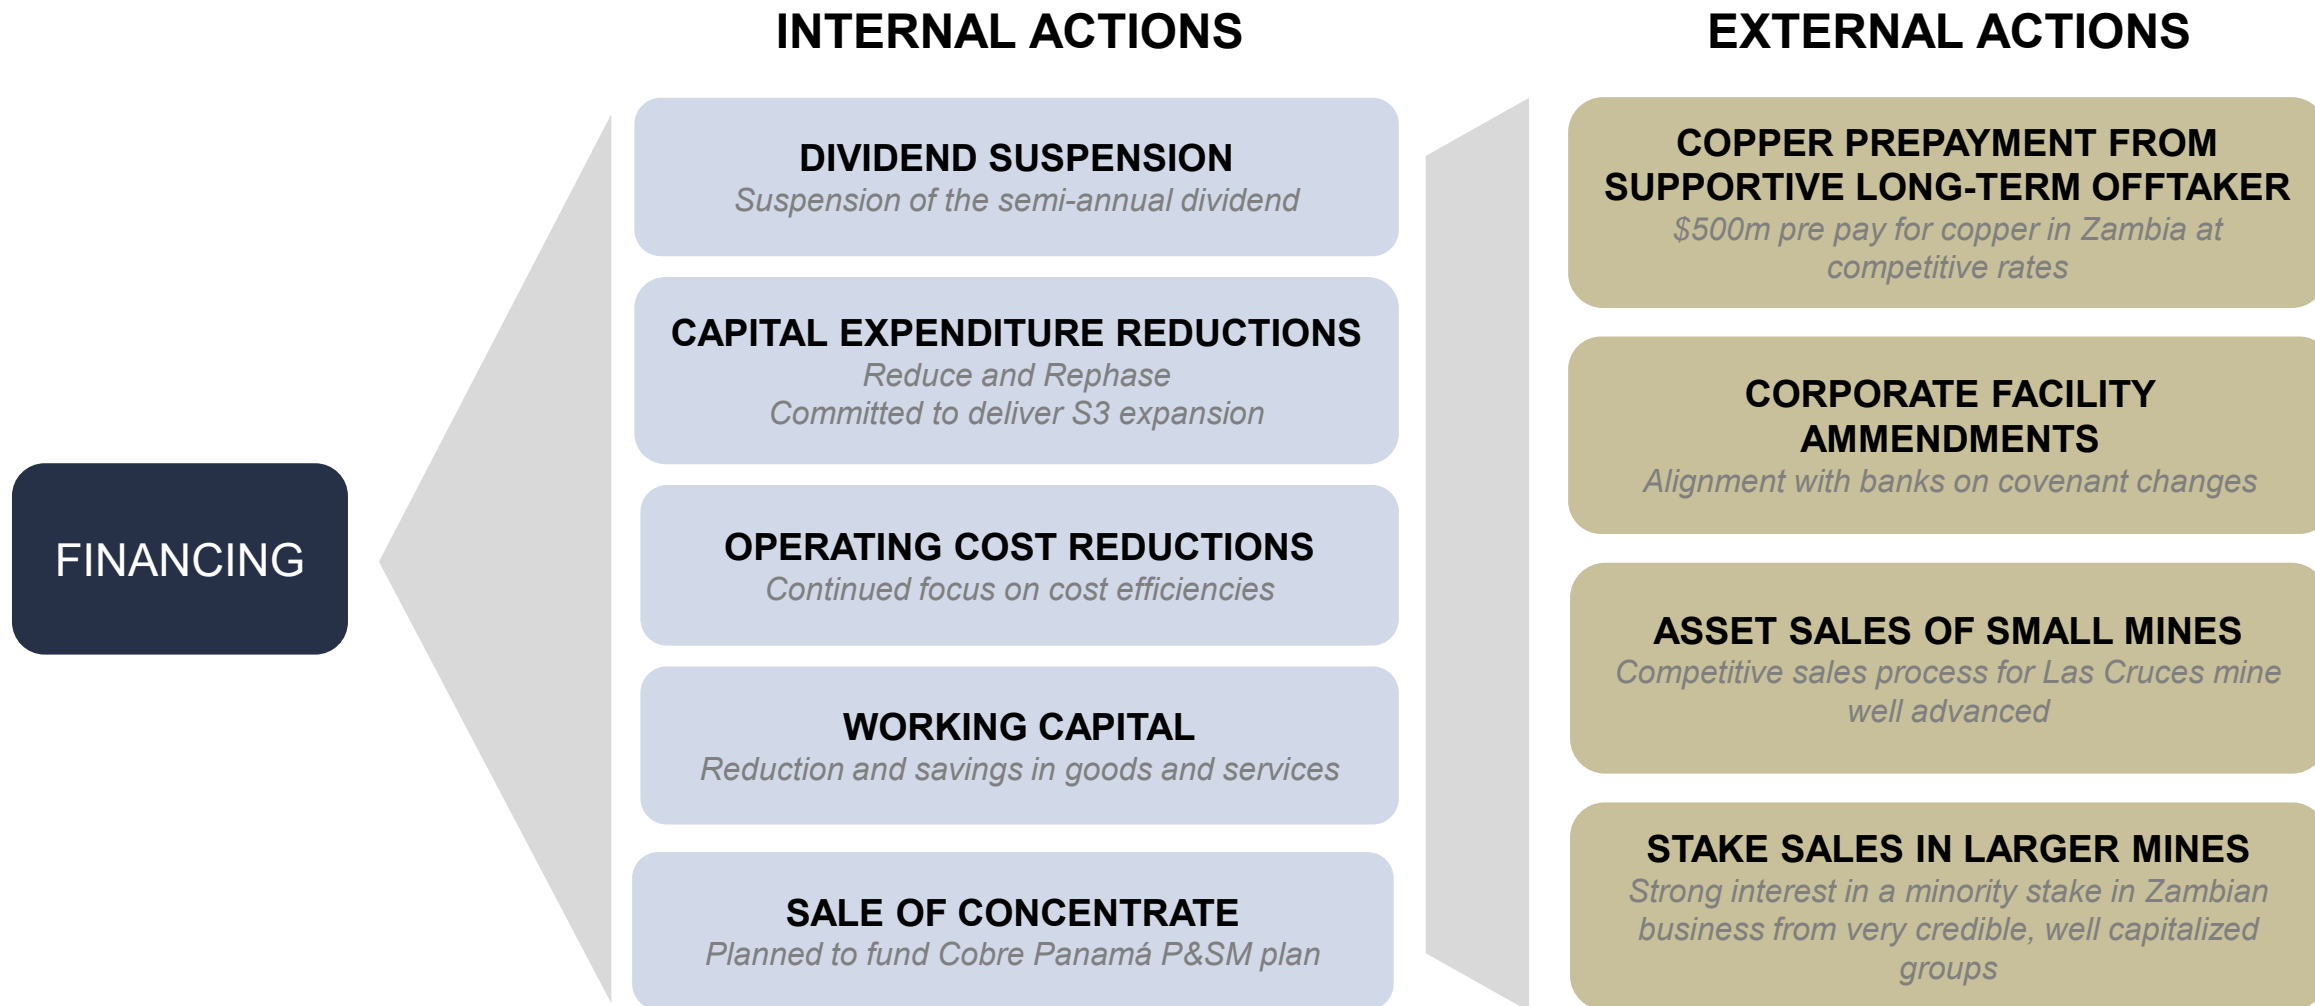 INTERNAL ACTIONS
EXTERNAL ACTIONS
FINANCING
DIVIDEND SUSPENSION
Suspension of the semi-annual dividend
CAPITAL EXPENDITURE REDUCTIONS
Reduce and Rephase
Committed to deliver S3 expansion
OPERATING COST REDUCTIONS
Continued focus on cost efficiencies
WORKING CAPITAL
Reduction and savings in goods and services
SALE OF CONCENTRATE
Planned to fund Cobre Panamá P&SM plan
COPPER PREPAYMENT FROM
SUPPORTIVE LONG-TERM OFFTAKER
$500m pre pay for copper in Zambia at
competitive rates
CORPORATE FACILITY
AMMENDMENTS
Alignment with banks on covenant changes
ASSET SALES OF SMALL MINES
Competitive sales process for Las Cruces mine
well advanced
STAKE SALES IN LARGER MINES
Strong interest in a minority stake in Zambian
business from very credible, well capitalized
groups